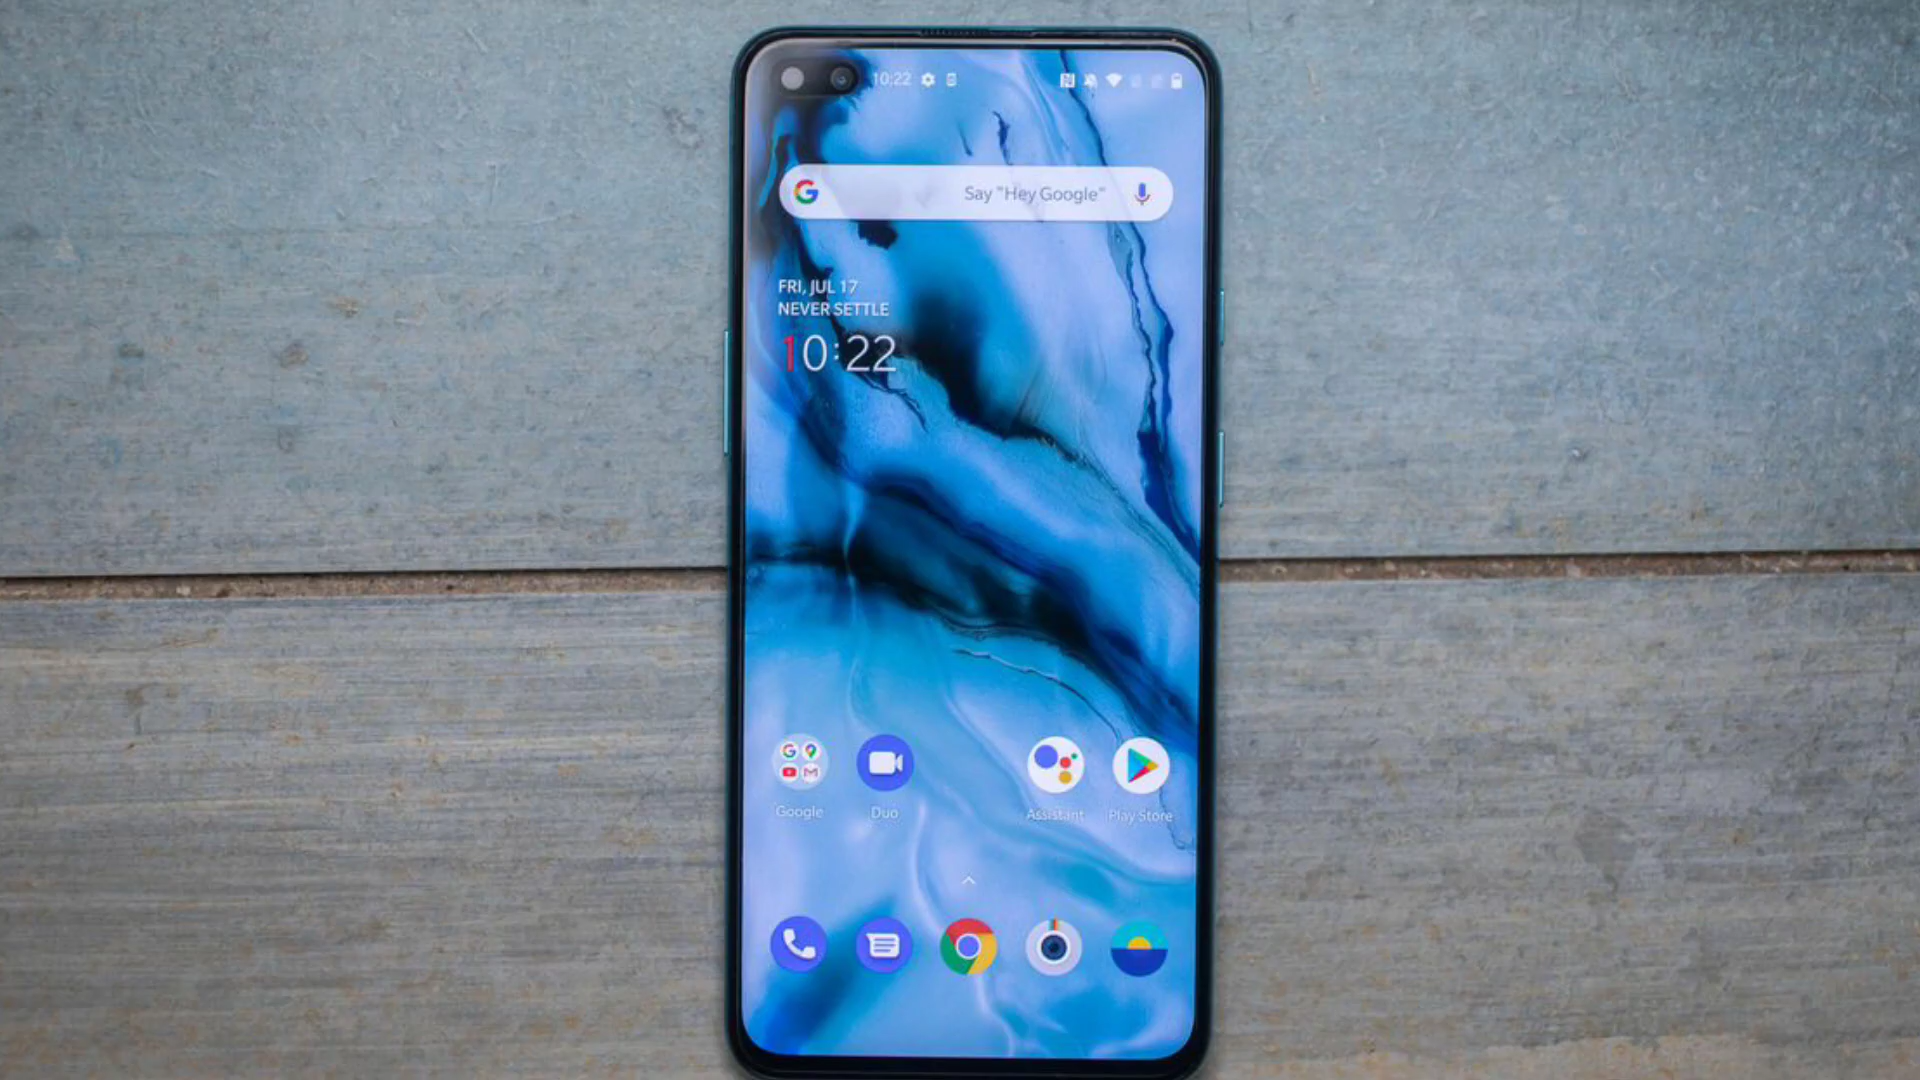 10:22
Say "Hey Google"
FRI, JUL 17
NEVER SETTLE
10:22
Google
Duo
Assistant
Play Store